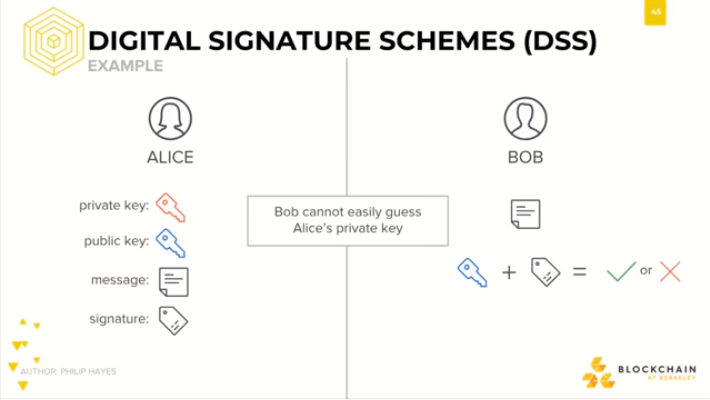 45
DIGITAL SIGNATURE SCHEMES (DSS)
EXAMPLE
ALICE
private key:
public key:
message:
signature:
Bob cannot easily guess
Alice's private key
BOB
+ =
or
AUTHOR: PHILIP HAYES
BLOCKCHAIN
AT BERKELEY